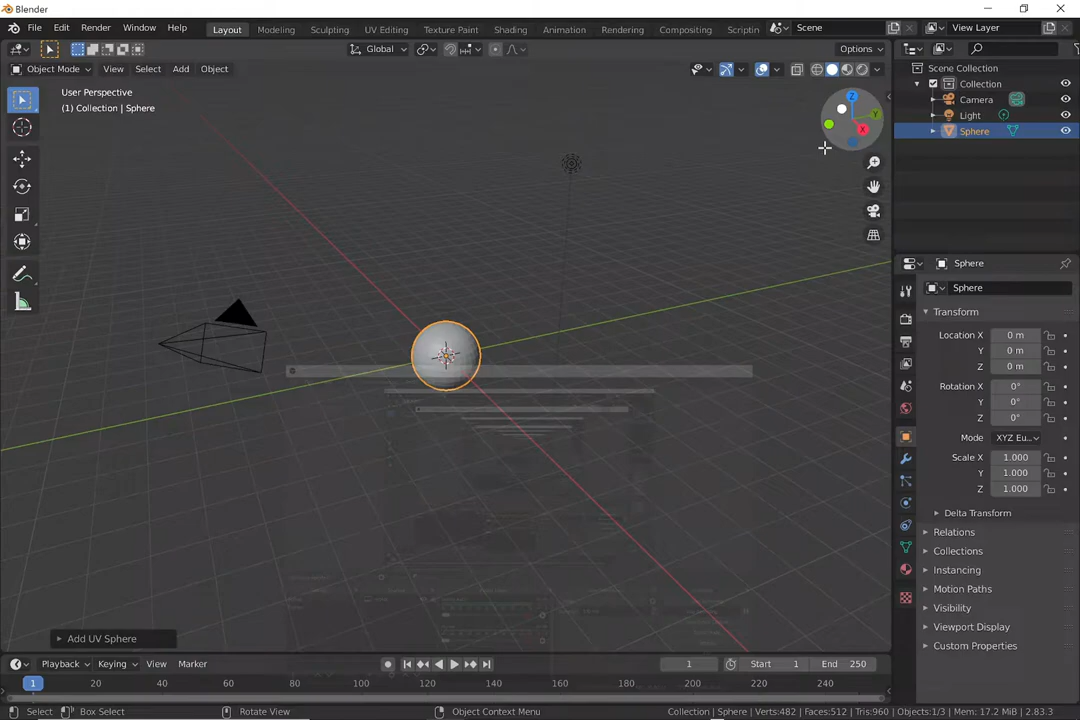 Blender
File Edit Render Window Help Layout Modeling Sculpting UV Editing Texture Paint Shading Animation Rendering Compositing Scriptin Scene View Layer
Global Options
Object Mode View Select Add Object
User Perspective
(1) Collection | Sphere
Z
Y
X
Add UV Sphere
Scene Collection
Collection
Camera
Light
Sphere
Sphere
Sphere
Transform
Location X 0 m
Y 0 m
Z 0 m
Rotation X 0°
Y 0°
Z 0°
Mode XYZ Eu...
Scale X 1.000
Y 1.000
Z 1.000
Delta Transform
Relations
Collections
Instancing
Motion Paths
Visibility
Viewport Display
Custom Properties
Playback Keying View Marker 1 Start 1 End 250
1 20 40 60 80 100 120 140 160 180 200 220 240
Select Box Select Rotate View Object Context Menu Collection | Sphere | Verts:482 | Faces:512 | Tris:960 | Objects:1/3 | Mem: 17.2 MiB | 2.83.3